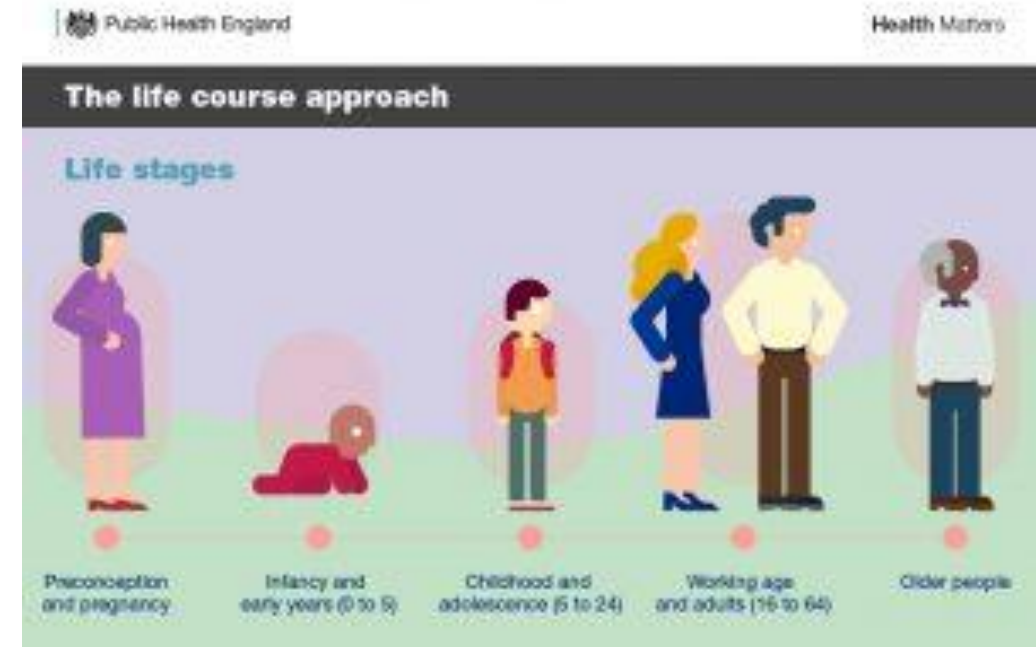 Public Health England
Health Matters
The life course approach
Life stages
Preconception
and pregnancy
Infancy and
early years (0 to 5)
Childhood and
adolescence (5 to 24)
Working age
and adults (16 to 64)
Older people